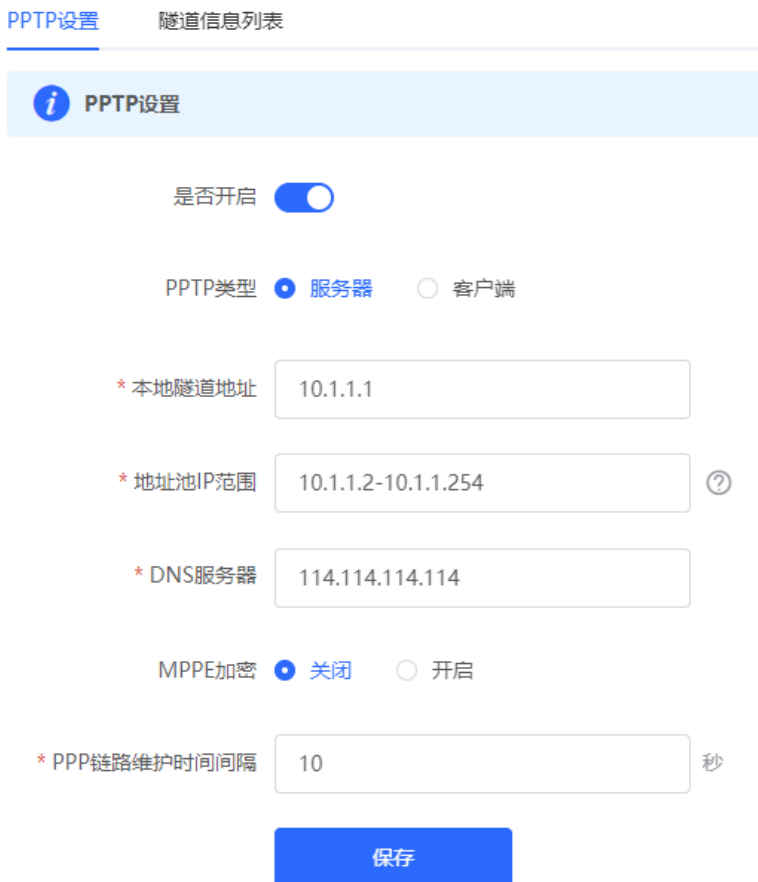 PPTP设置 隧道信息列表
PPTP设置
是否开启
PPTP类型 服务器 客户端
* 本地隧道地址 10.1.1.1
* 地址池IP范围 10.1.1.2-10.1.1.254
* DNS服务器 114.114.114.114
MPPE加密 关闭 开启
* PPP链路维护时间间隔 10 秒
保存